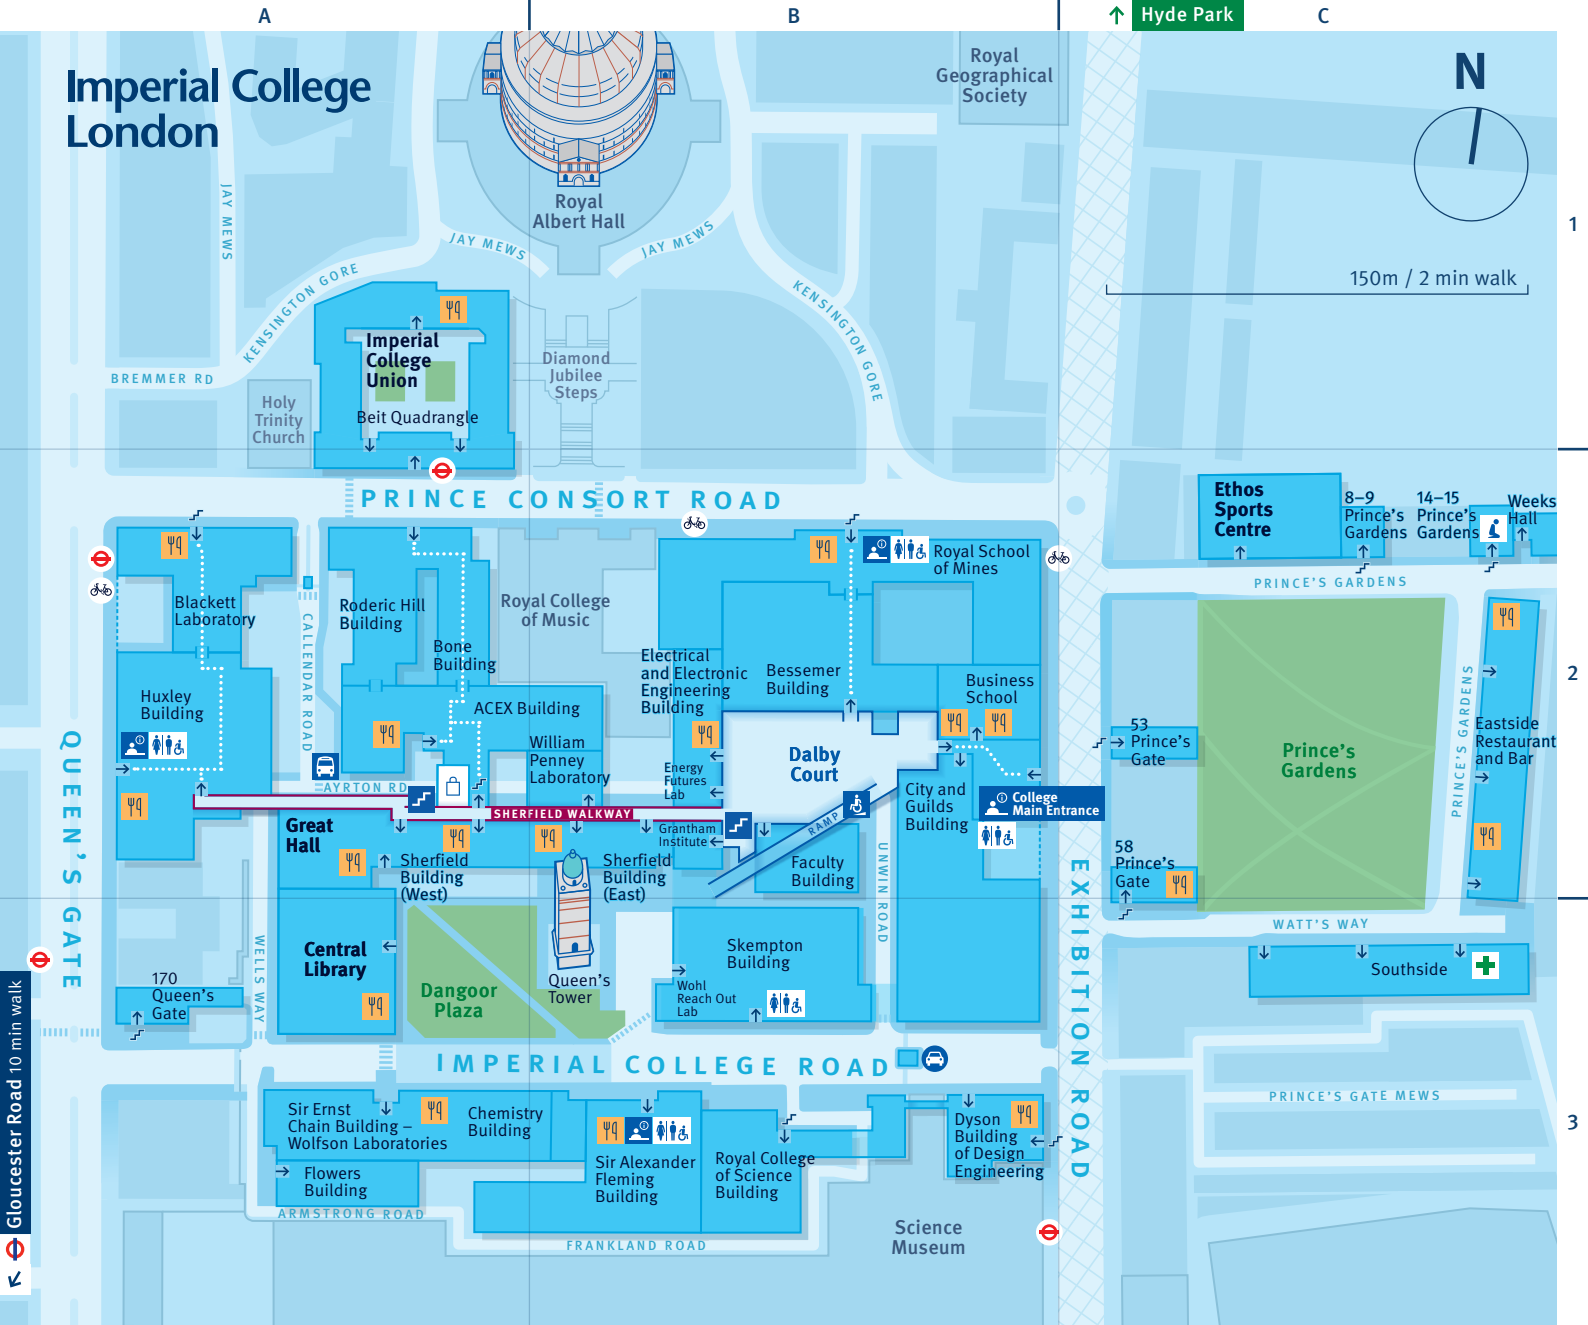 A
B
C
Hyde Park
Imperial College
London
Royal
Geographical
Society
N
JAY MEWS
Royal
Albert Hall
1
JAY MEWS
JAY MEWS
150m / 2 min walk
KENSINGTON GORE
KENSINGTON GORE
Imperial
College
Union
Beit Quadrangle
Diamond
Jubilee
Steps
BREMMER RD
Holy
Trinity
Church
PRINCE CONSORT ROAD
Ethos
Sports
Centre
8–9
Prince's
Gardens
14–15
Prince's
Gardens
Weeks
Hall
PRINCE'S GARDENS
Royal School
of Mines
Blackett
Laboratory
CALLENDAR ROAD
Roderic Hill
Building
Bone
Building
Royal College
of Music
Electrical
and Electronic
Engineering
Building
Bessemer
Building
Business
School
2
Huxley
Building
ACEX Building
William
Penney
Laboratory
Energy
Futures
Lab
Dalby
Court
City and
Guilds
Building
College
Main Entrance
53
Prince's
Gate
Prince's
Gardens
PRINCE'S GARDENS
Eastside
Restaurant
and Bar
QUEEN'S GATE
AYRTON RD
SHERFIELD WALKWAY
Great
Hall
Sherfield
Building
(West)
Sherfield
Building
(East)
Grantham
Institute
RAMP
Faculty
Building
UNWIN ROAD
EXHIBITION ROAD
58
Prince's
Gate
WATT'S WAY
Southside
Central
Library
WELLS WAY
Dangoor
Plaza
Queen's
Tower
Skempton
Building
Wohl
Reach Out
Lab
170
Queen's
Gate
Gloucester Road 10 min walk
IMPERIAL COLLEGE ROAD
PRINCE'S GATE MEWS
3
Sir Ernst
Chain Building –
Wolfson Laboratories
Chemistry
Building
Flowers
Building
Sir Alexander
Fleming
Building
Royal College
of Science
Building
Dyson
Building
of Design
Engineering
ARMSTRONG ROAD
FRANKLAND ROAD
Science
Museum